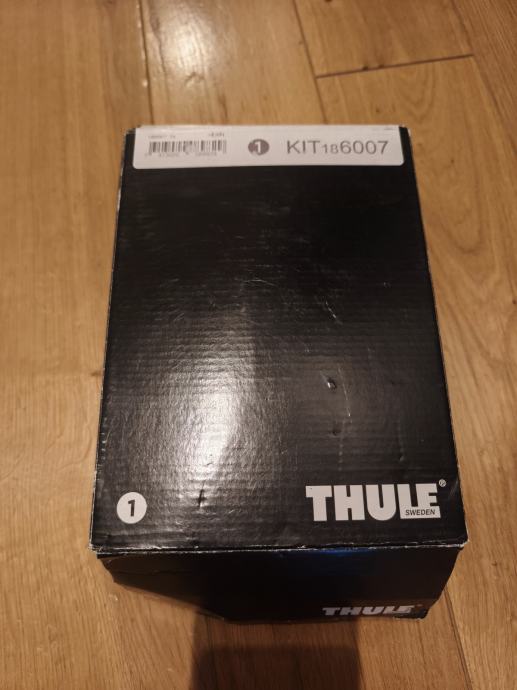 1 KIT186007
1
THULE®
SWEDEN
THULE